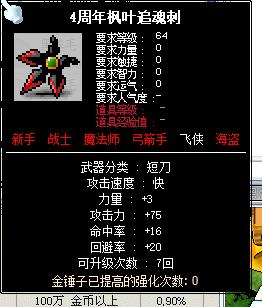 4周年枫叶追魂刺
要求等级： 64
要求力量： 0
要求敏捷： 0
要求智力： 0
要求运气： 0
要求人气度： -
道具等级： -
道具经验值： -
新手 战士 魔法师 弓箭手 飞侠 海盗
武器分类 : 短刀
攻击速度 : 快
力量 : +3
攻击力 : +75
命中率 : +16
回避率 : +20
可升级次数 : 7回
金锤子已提高的强化次数: 0
100万 金币以上 0,90%